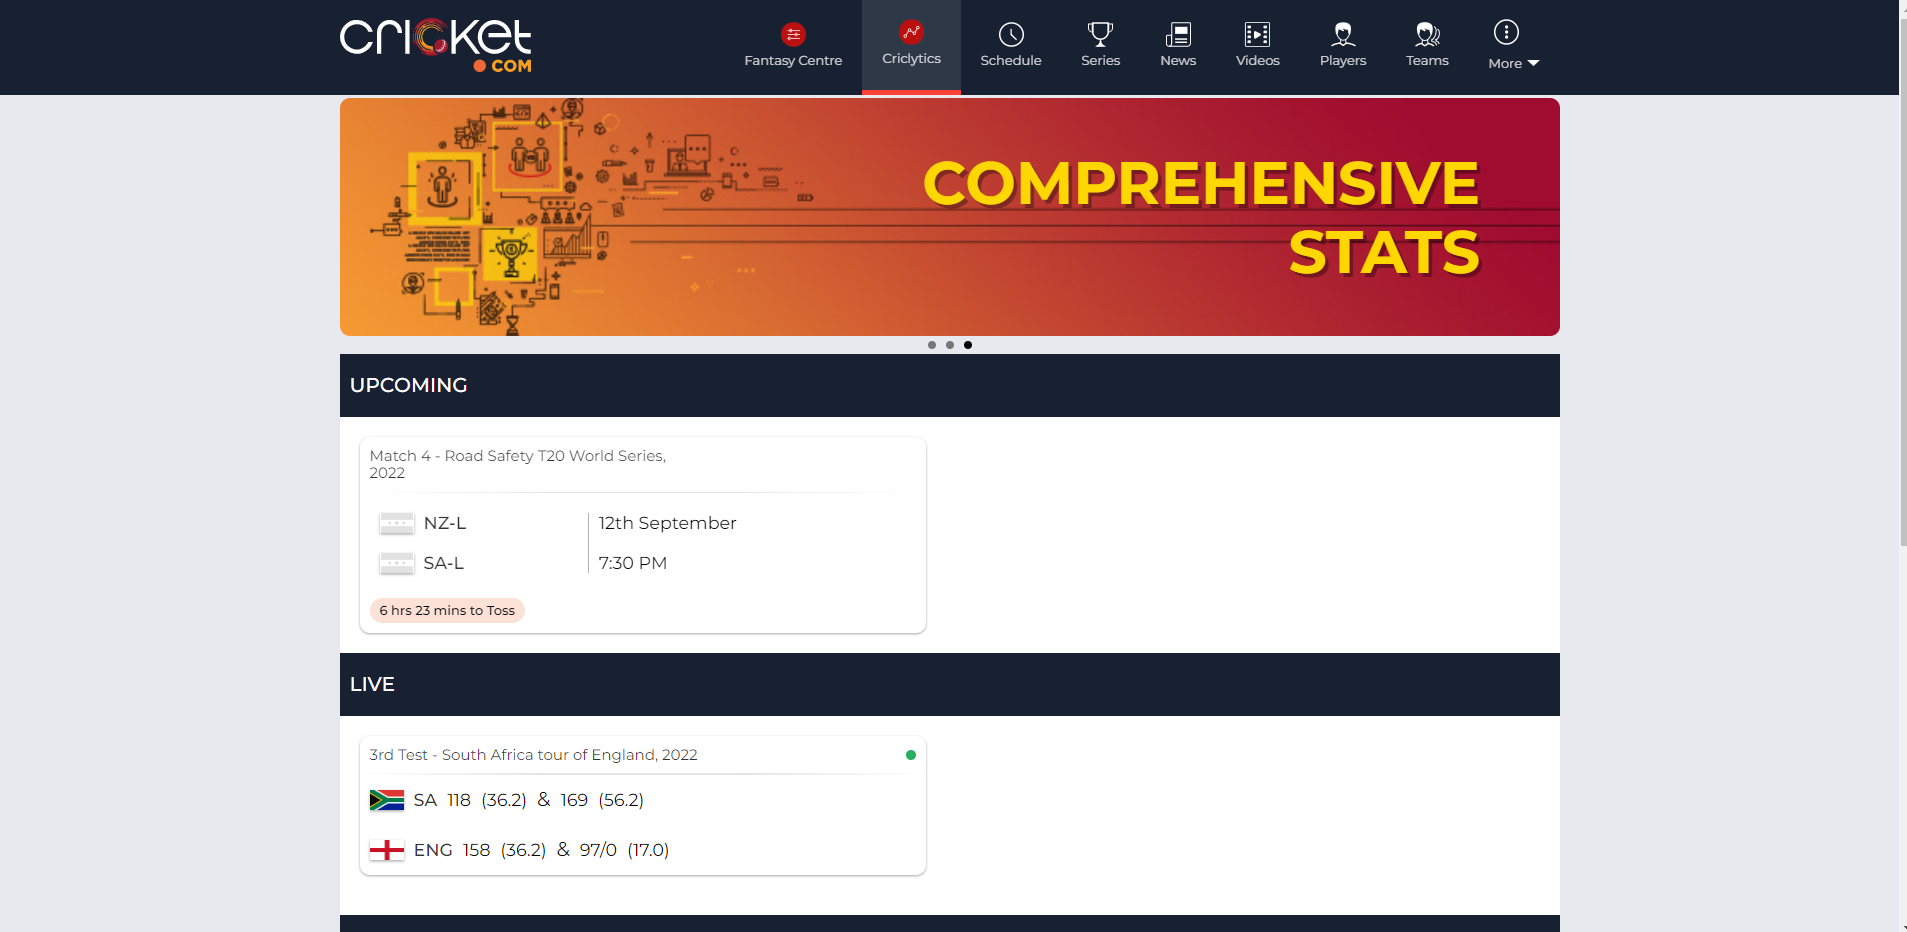 cricket
.COM
Fantasy Centre
Criclytics
Schedule
Series
News
Videos
Players
Teams
More
COMPREHENSIVE
STATS
UPCOMING
Match 4 - Road Safety T20 World Series,
2022
NZ-L
12th September
SA-L
7:30 PM
6 hrs 23 mins to Toss
LIVE
3rd Test - South Africa tour of England, 2022
SA 118 (36.2) & 169 (56.2)
ENG 158 (36.2) & 97/0 (17.0)